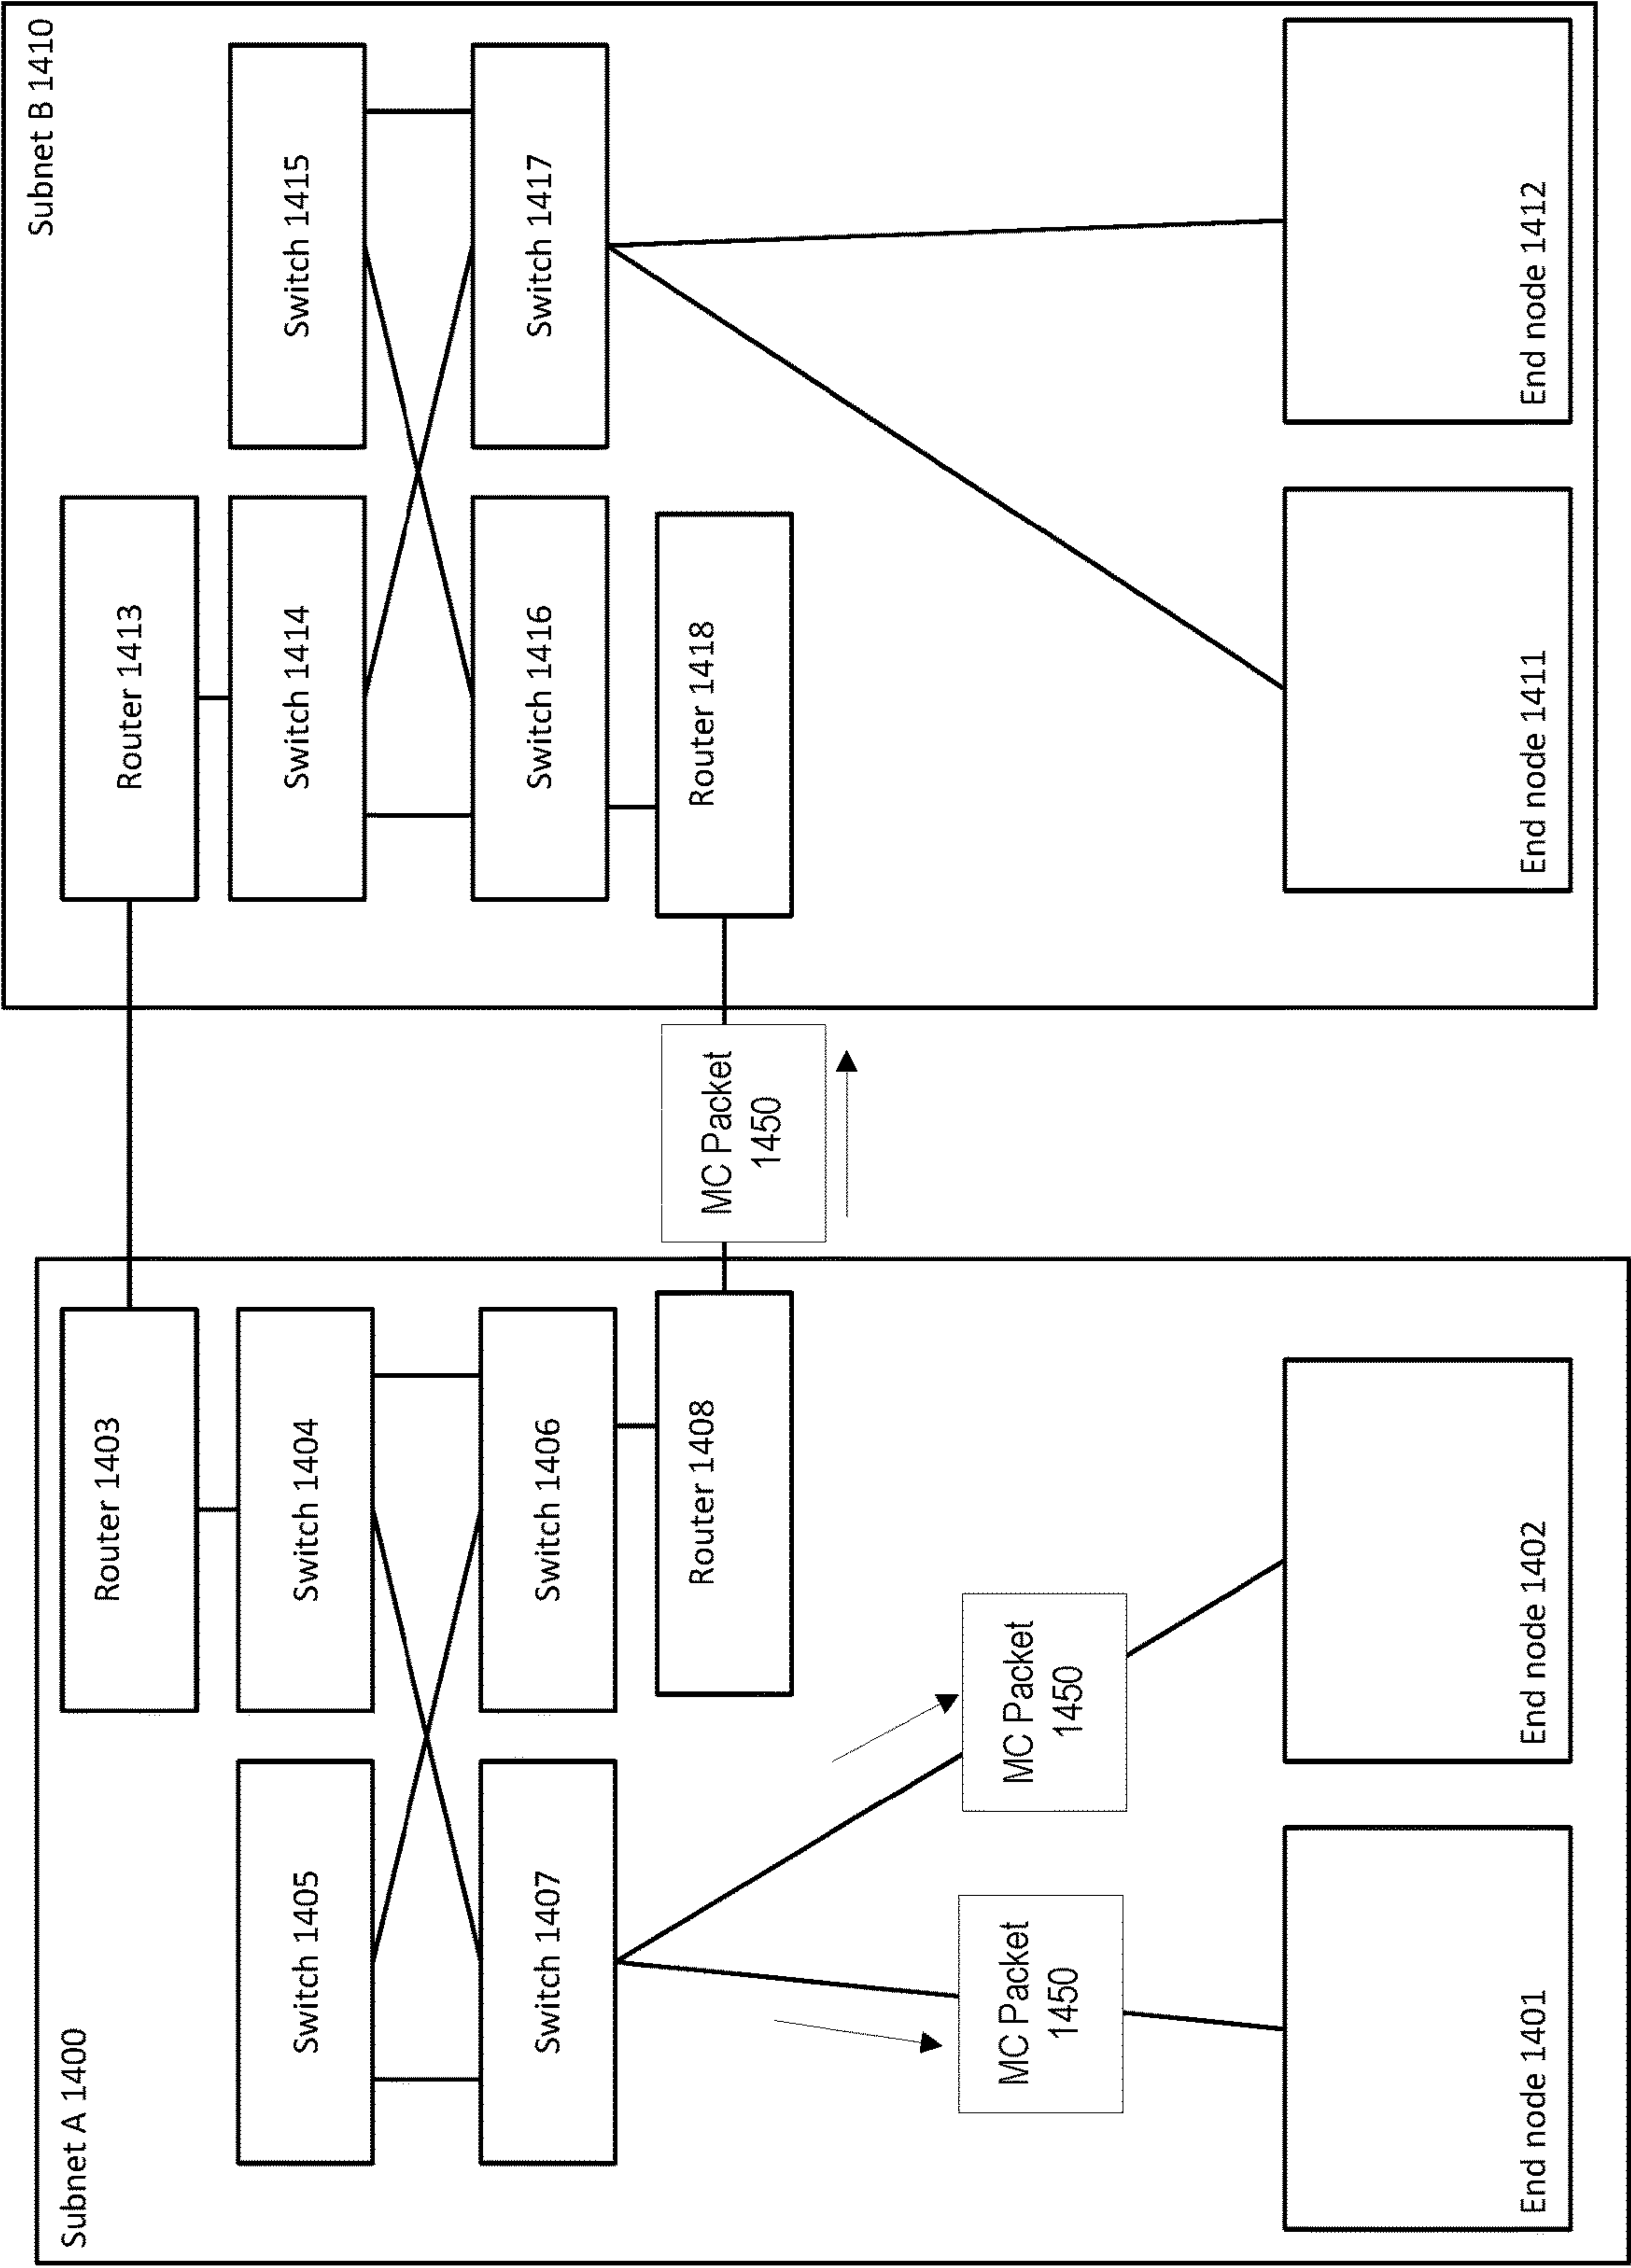 Subnet A 1400
Subnet B 1410
Router 1403
Router 1413
Switch 1405
Switch 1404
Switch 1414
Switch 1415
Switch 1407
Switch 1406
Switch 1416
Switch 1417
Router 1408
MC Packet
1450
Router 1418
MC Packet
1450
MC Packet
1450
End node 1401
End node 1402
End node 1411
End node 1412